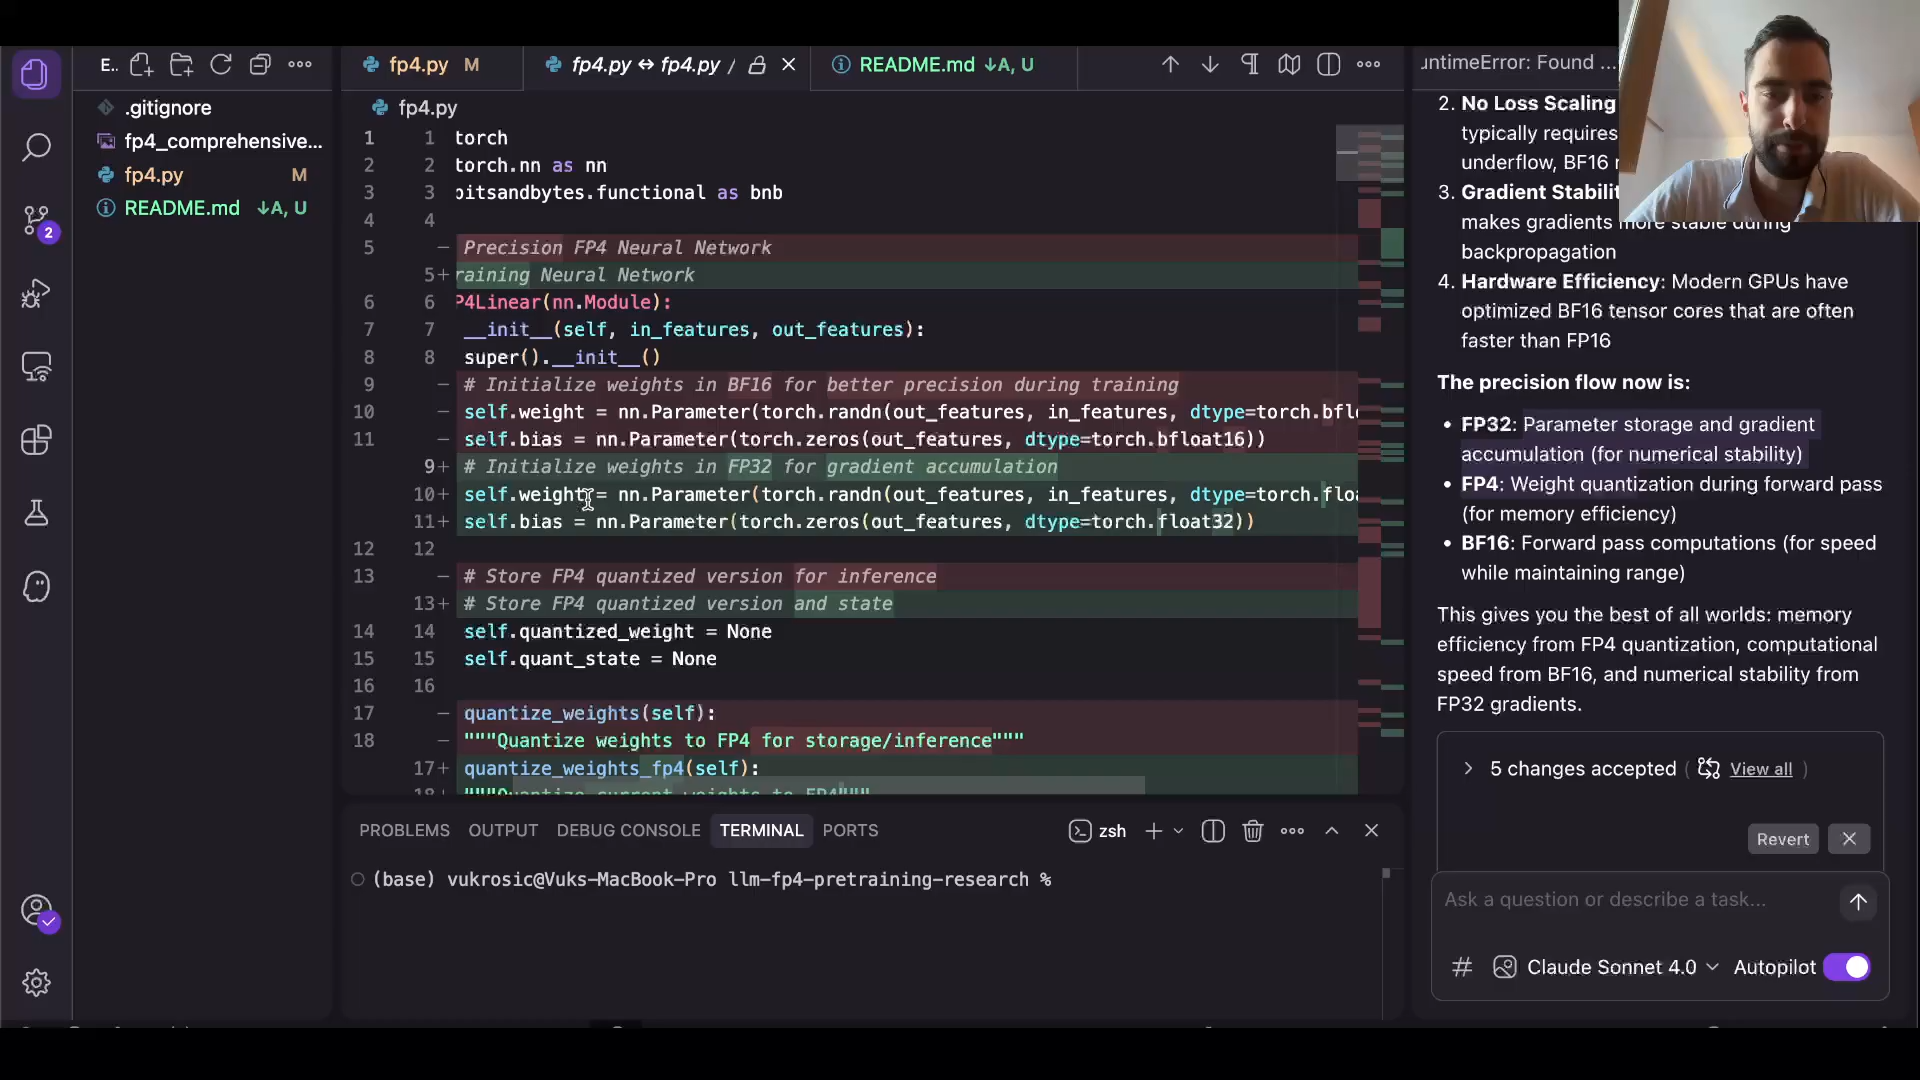 E..
.gitignore
fp4_comprehensive...
fp4.py M
README.md ↓A, U
2
fp4.py M
fp4.py ↔ fp4.py /
README.md ↓A, U
fp4.py
1 1 torch
2 2 torch.nn as nn
3 3 bitsandbytes.functional as bnb
4 4
5 − Precision FP4 Neural Network
5+ raining Neural Network
6 6 P4Linear(nn.Module):
7 7 __init__(self, in_features, out_features):
8 8 super().__init__()
9 − # Initialize weights in BF16 for better precision during training
10 − self.weight = nn.Parameter(torch.randn(out_features, in_features, dtype=torch.bflo
11 − self.bias = nn.Parameter(torch.zeros(out_features, dtype=torch.bfloat16))
9+ # Initialize weights in FP32 for gradient accumulation
10+ self.weight = nn.Parameter(torch.randn(out_features, in_features, dtype=torch.floa
11+ self.bias = nn.Parameter(torch.zeros(out_features, dtype=torch.float32))
12 12
13 − # Store FP4 quantized version for inference
13+ # Store FP4 quantized version and state
14 14 self.quantized_weight = None
15 15 self.quant_state = None
16 16
17 − quantize_weights(self):
18 − """Quantize weights to FP4 for storage/inference"""
17+ quantize_weights_fp4(self):
18+ """Quantize current weights to FP4"""
PROBLEMS OUTPUT DEBUG CONSOLE TERMINAL PORTS
zsh
(base) vukrosic@Vuks-MacBook-Pro llm-fp4-pretraining-research %
untimeError: Found ...
2. No Loss Scaling
typically requires
underflow, BF16
3. Gradient Stabilit
makes gradients more stable during
backpropagation
4. Hardware Efficiency: Modern GPUs have
optimized BF16 tensor cores that are often
faster than FP16
The precision flow now is:
• FP32: Parameter storage and gradient
accumulation (for numerical stability)
• FP4: Weight quantization during forward pass
(for memory efficiency)
• BF16: Forward pass computations (for speed
while maintaining range)
This gives you the best of all worlds: memory
efficiency from FP4 quantization, computational
speed from BF16, and numerical stability from
FP32 gradients.
5 changes accepted ( View all )
Revert
Ask a question or describe a task...
# Claude Sonnet 4.0 Autopilot